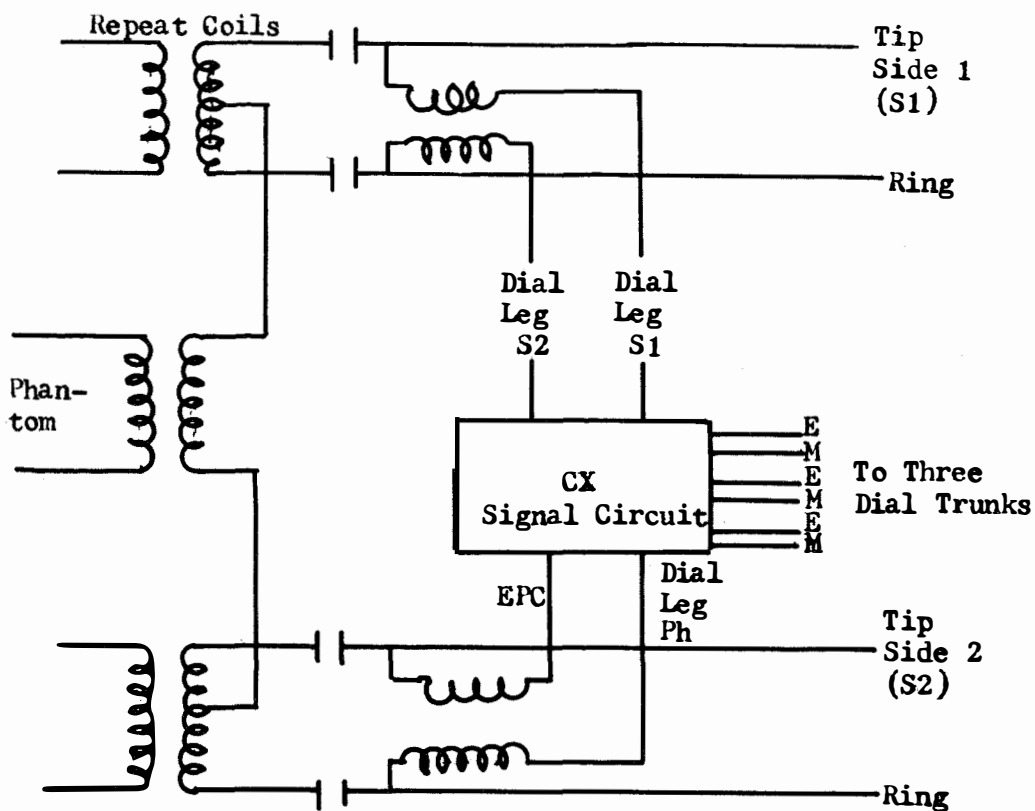 Repeat Coils
Tip
Side 1
(S1)
Ring
Dial
Leg
S2
Dial
Leg
S1
Phan-
tom
CX
Signal Circuit
E
M
E
M
E
M
To Three
Dial Trunks
EPC
Dial
Leg
Ph
Tip
Side 2
(S2)
Ring